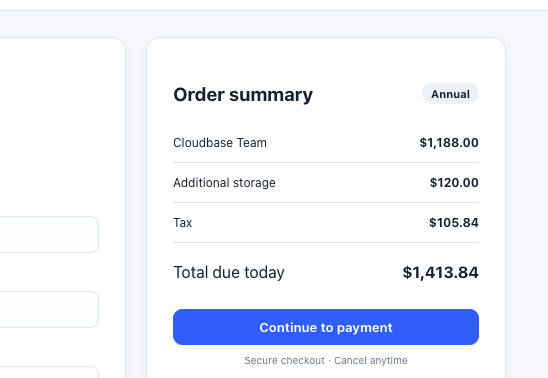 Order summary Annual
Cloudbase Team $1,188.00
Additional storage $120.00
Tax $105.84
Total due today $1,413.84
Continue to payment
Secure checkout · Cancel anytime